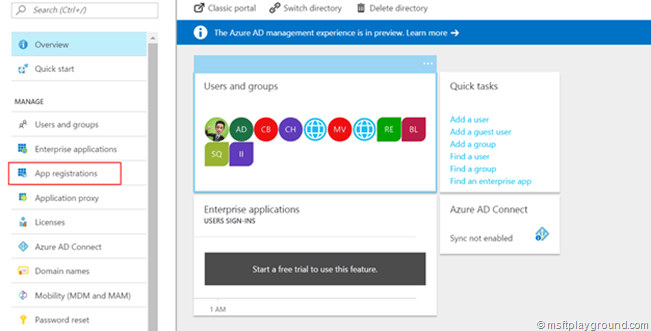 Search (Ctrl+/)
Overview
Quick start
MANAGE
Users and groups
Enterprise applications
App registrations
Application proxy
Licenses
Azure AD Connect
Domain names
Mobility (MDM and MAM)
Password reset
Classic portal Switch directory Delete directory
The Azure AD management experience is in preview. Learn more →
...
Users and groups
AD CB CH MV RE BL
SQ II
Enterprise applications
USERS SIGN-INS
Start a free trial to use this feature.
1 AM
Quick tasks
Add a user
Add a guest user
Add a group
Find a user
Find a group
Find an enterprise app
Azure AD Connect
Sync not enabled
© msftplayground.com